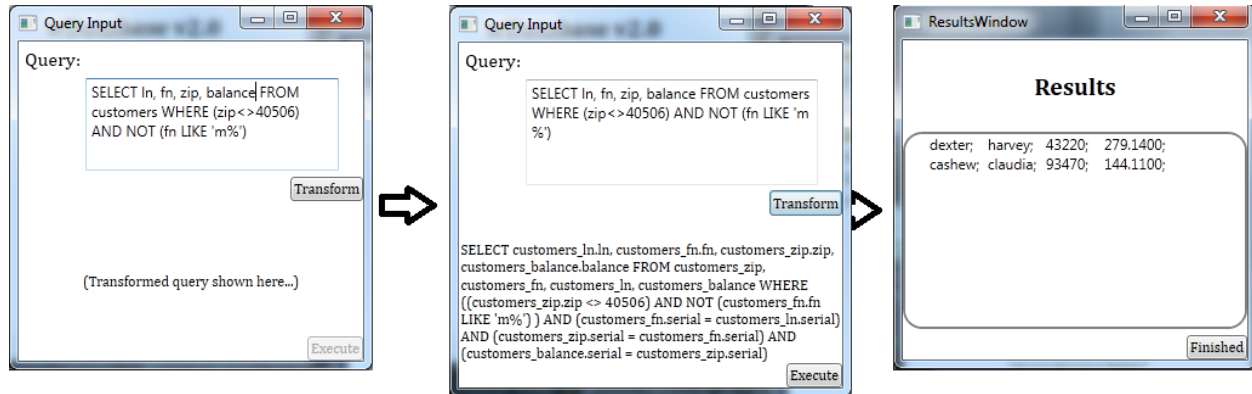 Query Input
Query:
SELECT ln, fn, zip, balance FROM
customers WHERE (zip<>40506)
AND NOT (fn LIKE 'm%')
Transform
(Transformed query shown here...)
Execute
Query Input
Query:
SELECT ln, fn, zip, balance FROM customers
WHERE (zip<>40506) AND NOT (fn LIKE 'm
%')
Transform
SELECT customers_ln.ln, customers_fn.fn, customers_zip.zip,
customers_balance.balance FROM customers_zip,
customers_fn, customers_ln, customers_balance WHERE
((customers_zip.zip <> 40506) AND NOT (customers_fn.fn
LIKE 'm%') ) AND (customers_fn.serial = customers_ln.serial)
AND (customers_zip.serial = customers_fn.serial) AND
(customers_balance.serial = customers_zip.serial)
Execute
ResultsWindow
Results
dexter; harvey; 43220; 279.1400;
cashew; claudia; 93470; 144.1100;
Finished